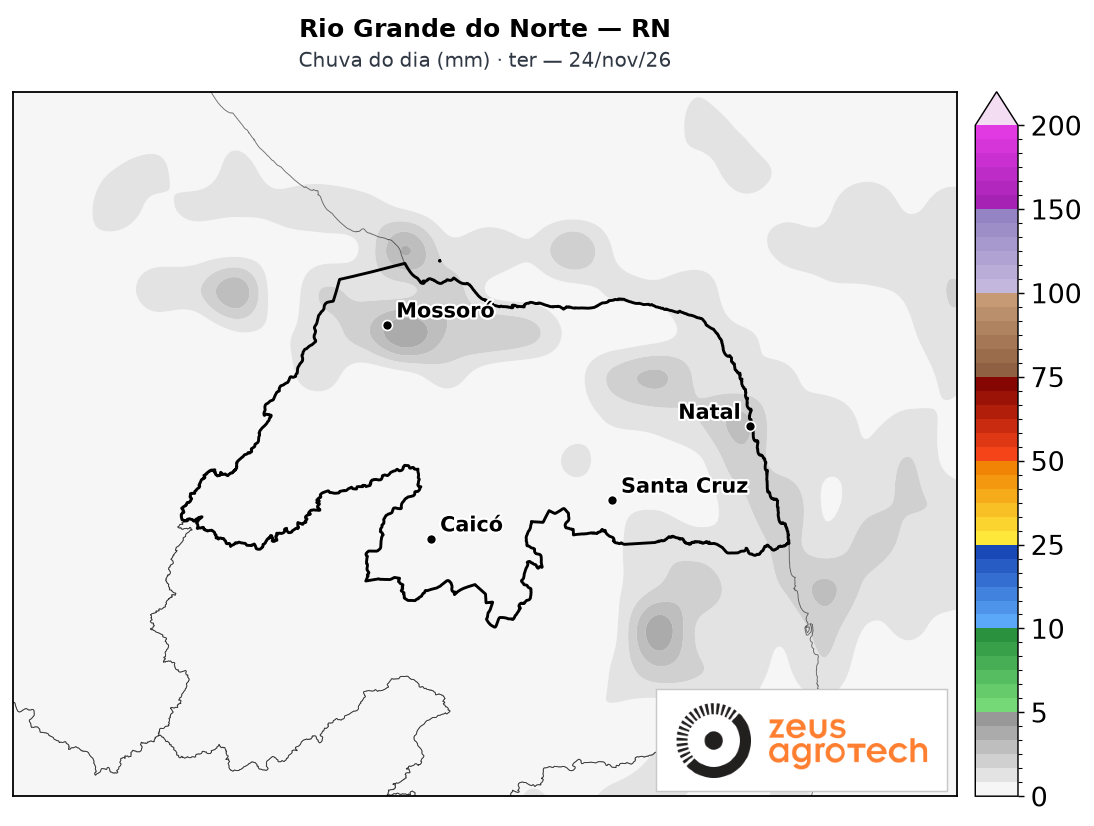 Rio Grande do Norte — RN
Chuva do dia (mm) · ter — 24/nov/26
200
150
100
75
50
25
10
5
0
Mossoró
Natal
Santa Cruz
Caicó
zeus
agrotech